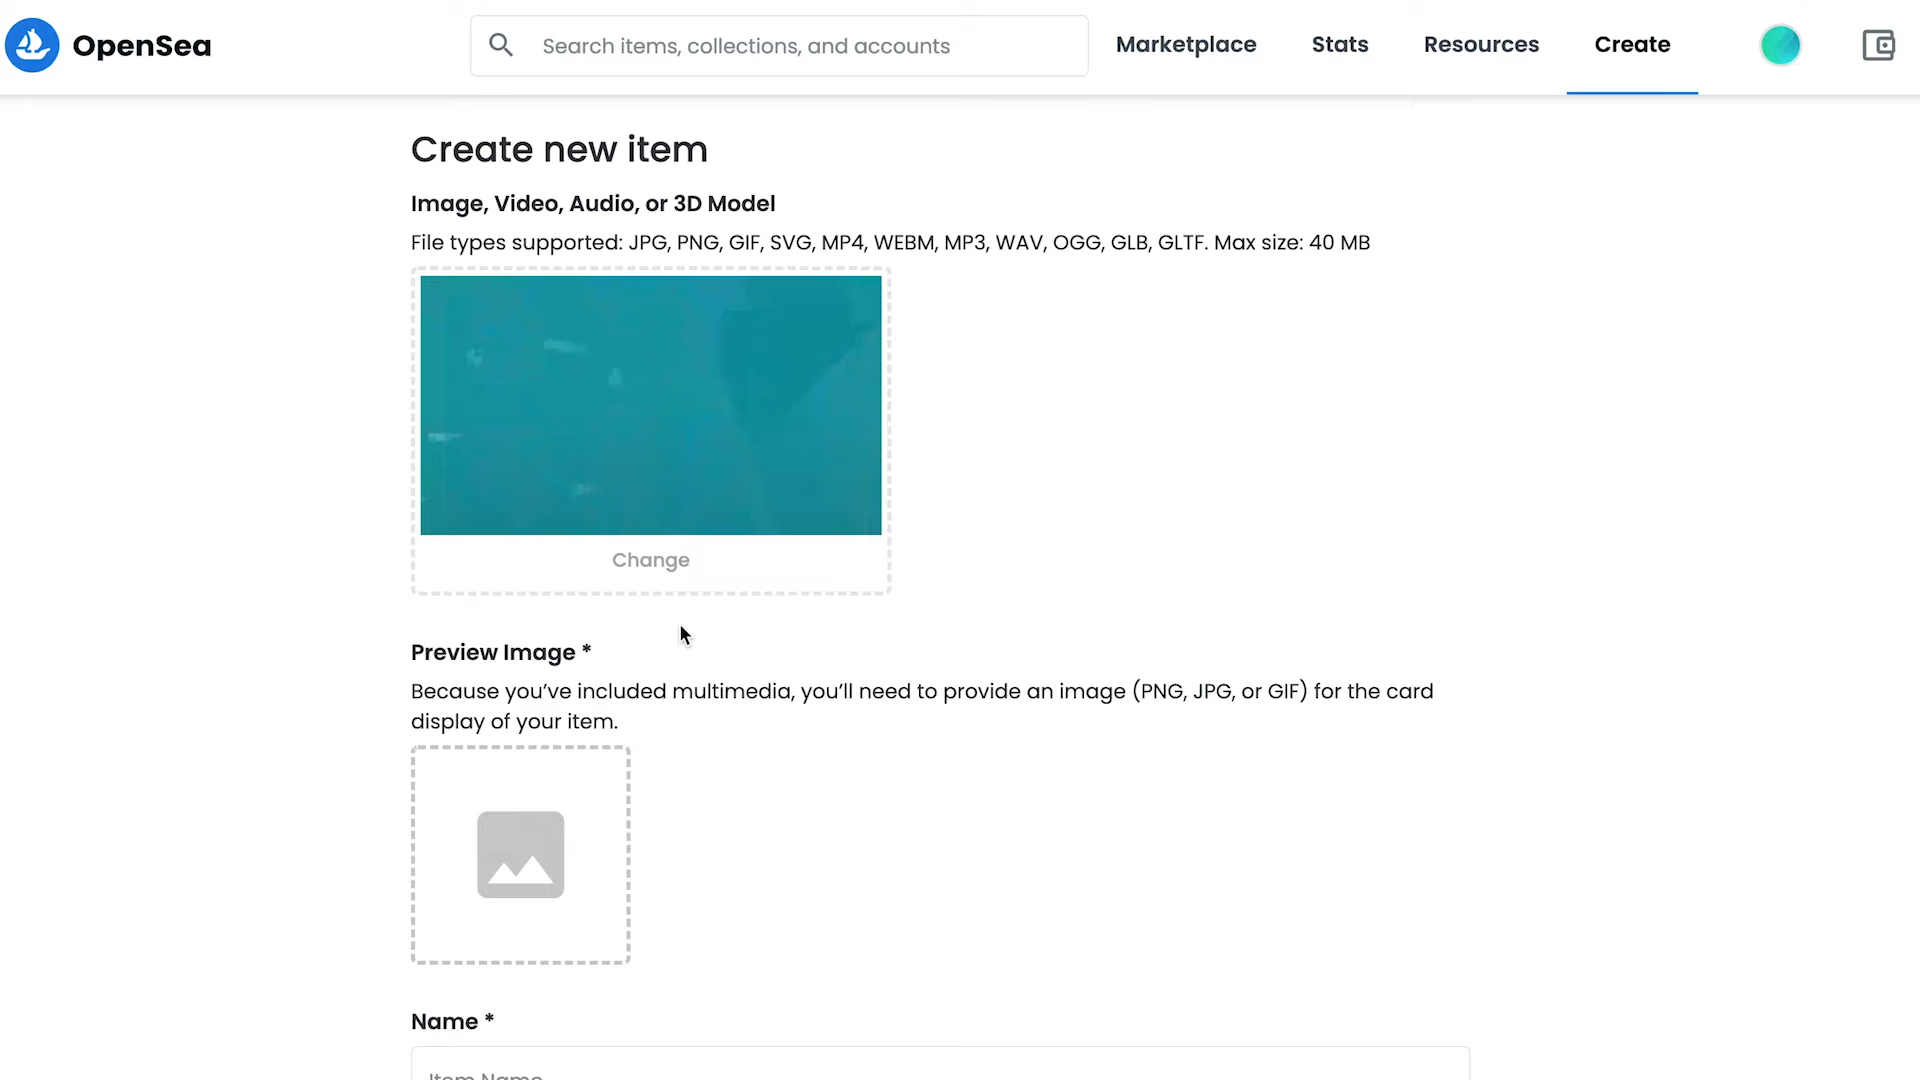 OpenSea
Search items, collections, and accounts
Marketplace
Stats
Resources
Create
Create new item
Image, Video, Audio, or 3D Model
File types supported: JPG, PNG, GIF, SVG, MP4, WEBM, MP3, WAV, OGG, GLB, GLTF. Max size: 40 MB
Change
Preview Image *
Because you’ve included multimedia, you’ll need to provide an image (PNG, JPG, or GIF) for the card
display of your item.
Name *
Item Name